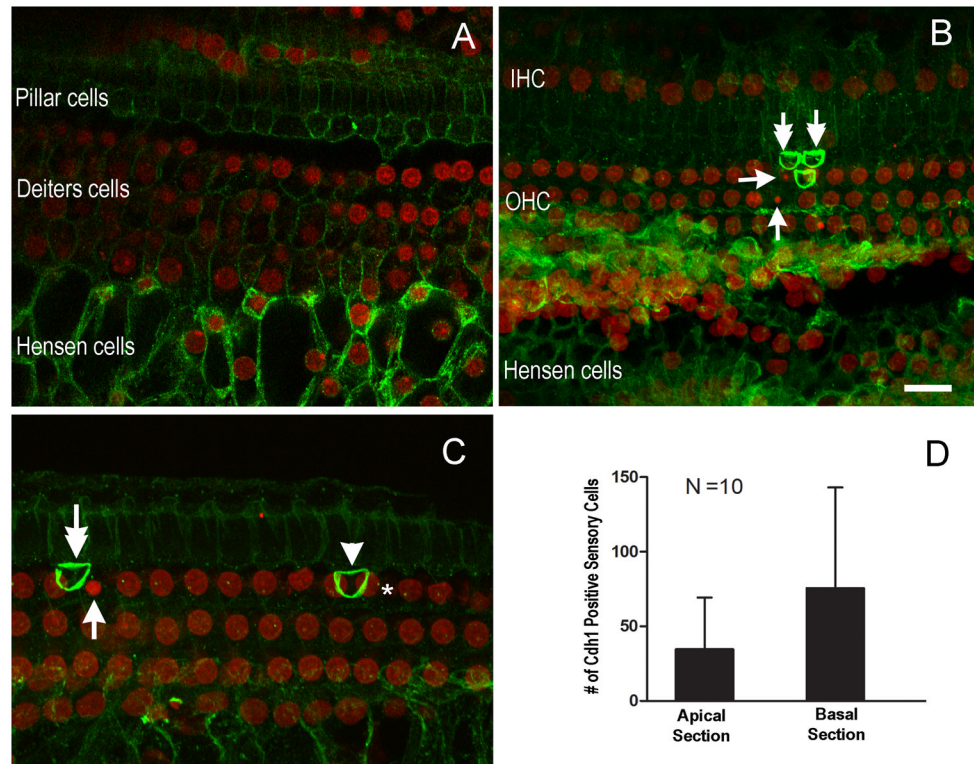 A
Pillar cells
Deiters cells
Hensen cells
B
IHC
OHC
Hensen cells
C
*
D
N =10
# of Cdh1 Positive Sensory Cells
150
100
50
0
Apical
Section
Basal
Section